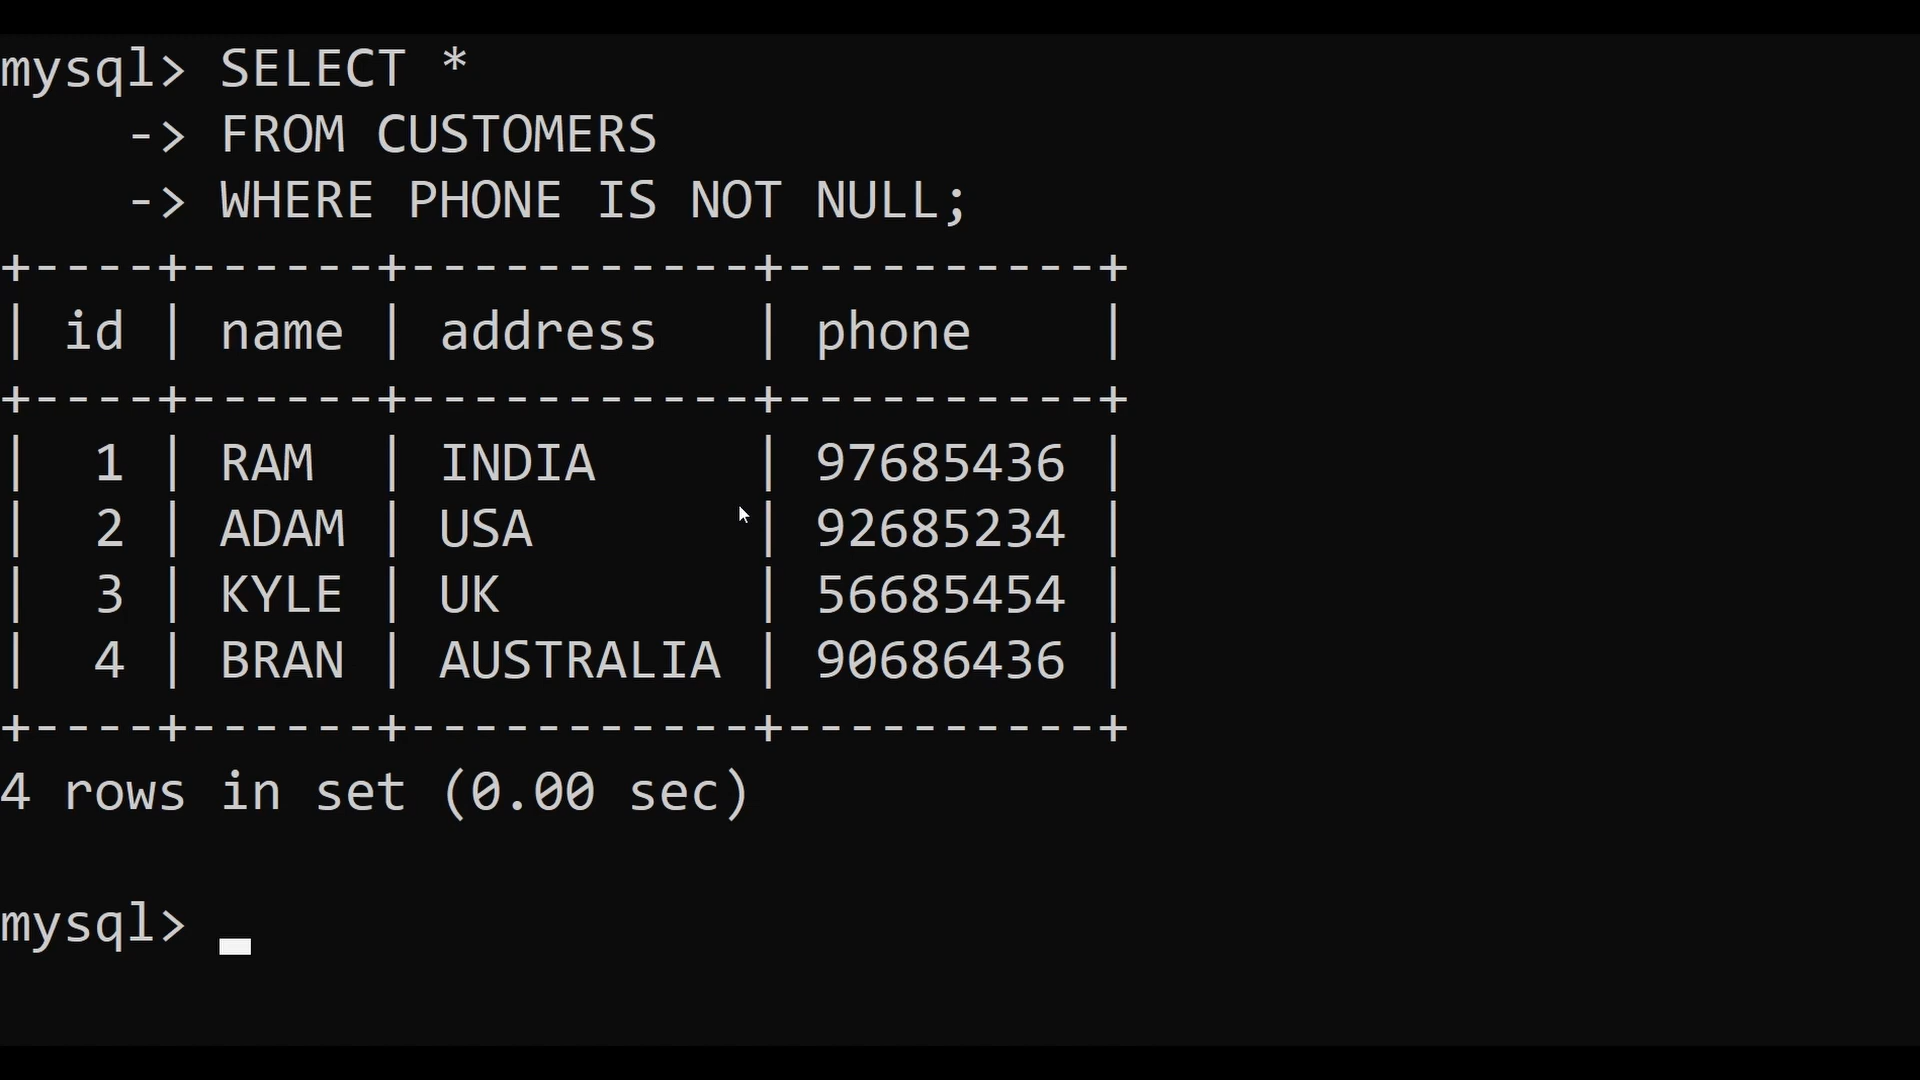 mysql> SELECT *
    -> FROM CUSTOMERS
    -> WHERE PHONE IS NOT NULL;
+----+------+-----------+----------+
| id | name | address   | phone    |
+----+------+-----------+----------+
|  1 | RAM  | INDIA     | 97685436 |
|  2 | ADAM | USA       | 92685234 |
|  3 | KYLE | UK        | 56685454 |
|  4 | BRAN | AUSTRALIA | 90686436 |
+----+------+-----------+----------+
4 rows in set (0.00 sec)
mysql>